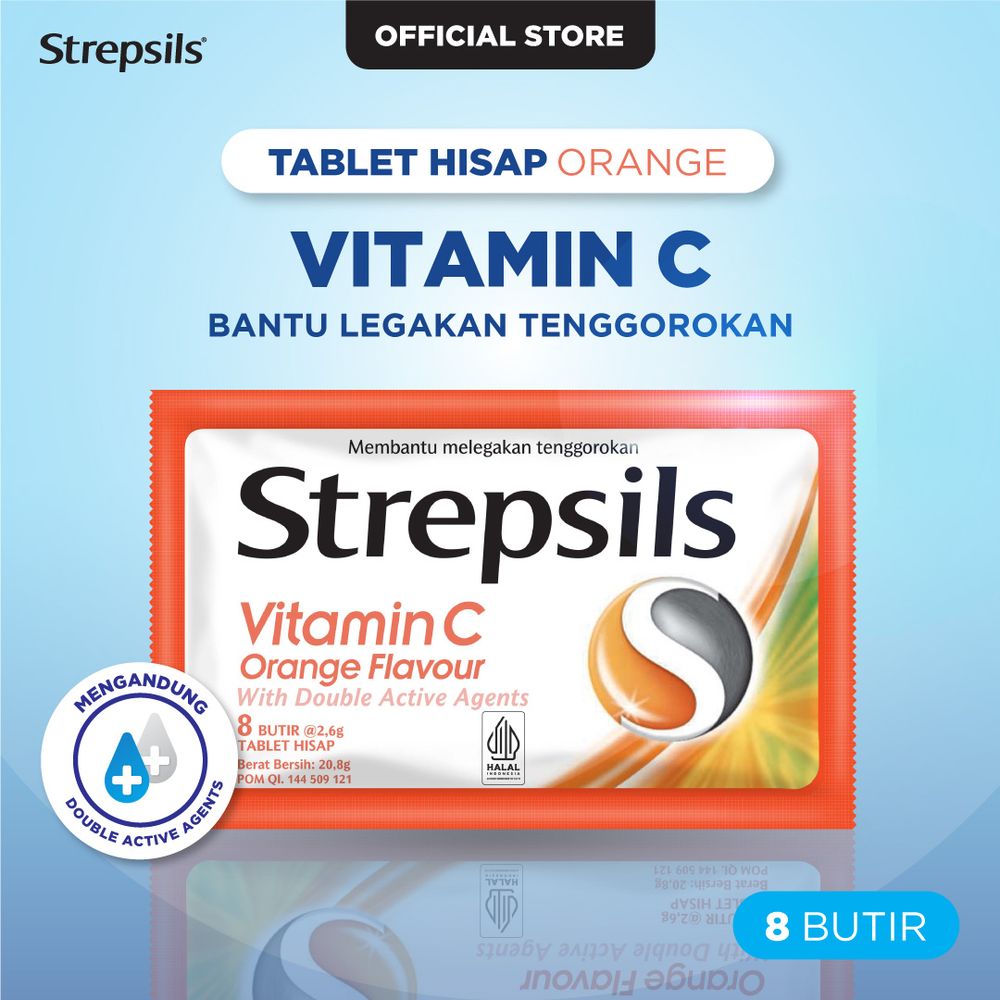 Strepsils®
OFFICIAL STORE
TABLET HISAP ORANGE
VITAMIN C
BANTU LEGAKAN TENGGOROKAN
Membantu melegakan tenggorokan
Strepsils
Vitamin C
Orange Flavour
With Double Active Agents
8 BUTIR @2,6g
TABLET HISAP
Berat Bersih: 20,8g
POM QI. 144 509 121
HALAL
INDONESIA
MENGANDUNG
DOUBLE ACTIVE AGENTS
8 BUTIR